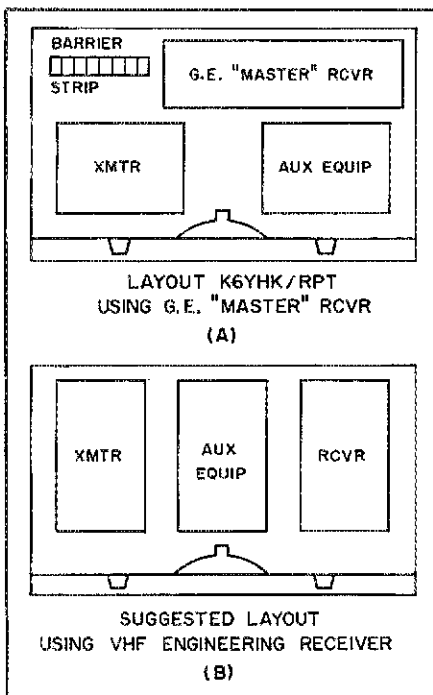 BARRIER
STRIP
G.E. "MASTER" RCVR
XMTR
AUX EQUIP
LAYOUT K6YHK/RPT
USING G.E. "MASTER" RCVR
(A)
XMTR
AUX
EQUIP
RCVR
SUGGESTED LAYOUT
USING VHF ENGINEERING RECEIVER
(B)